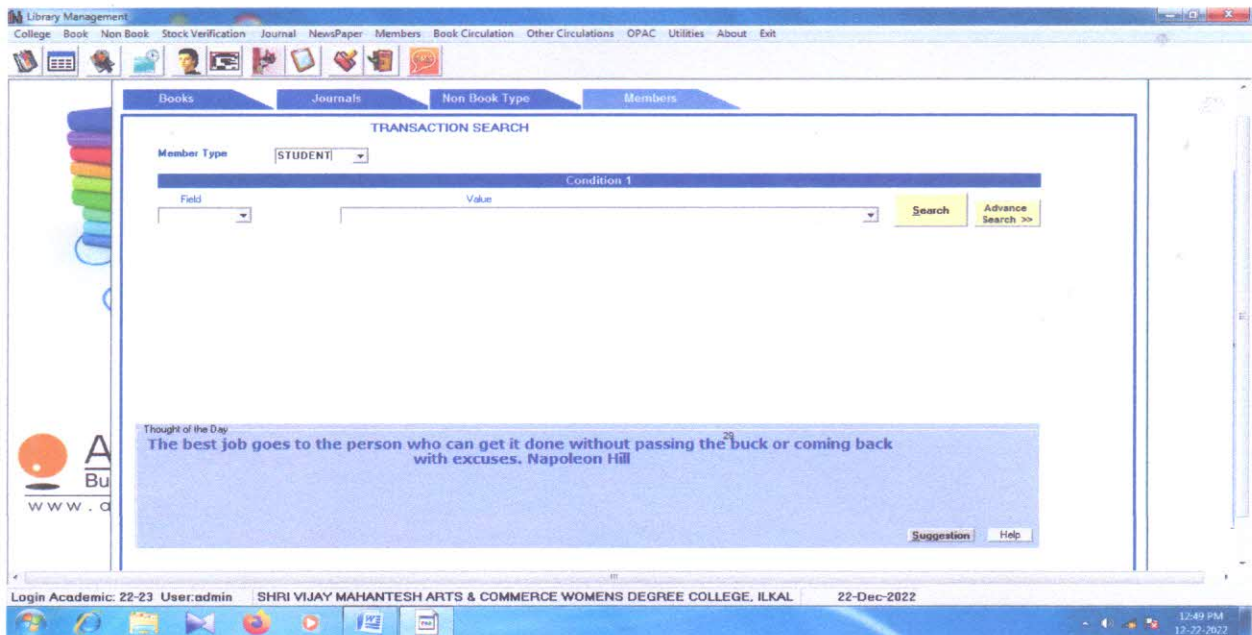 Library Management
College Book Non Book Stock Verification Journal NewsPaper Members Book Circulation Other Circulations OPAC Utilities About Exit
Books Journals Non Book Type Members
TRANSACTION SEARCH
Member Type STUDENT
Condition 1
Field Value
Search Advance
Search >>
Thought of the Day
The best job goes to the person who can get it done without passing the buck or coming back
with excuses. Napoleon Hill
A
Bu
www.a
Suggestion Help
Login Academic: 22-23 User:admin SHRI VIJAY MAHANTESH ARTS & COMMERCE WOMENS DEGREE COLLEGE, ILKAL 22-Dec-2022
12:49 PM
12-22-2022